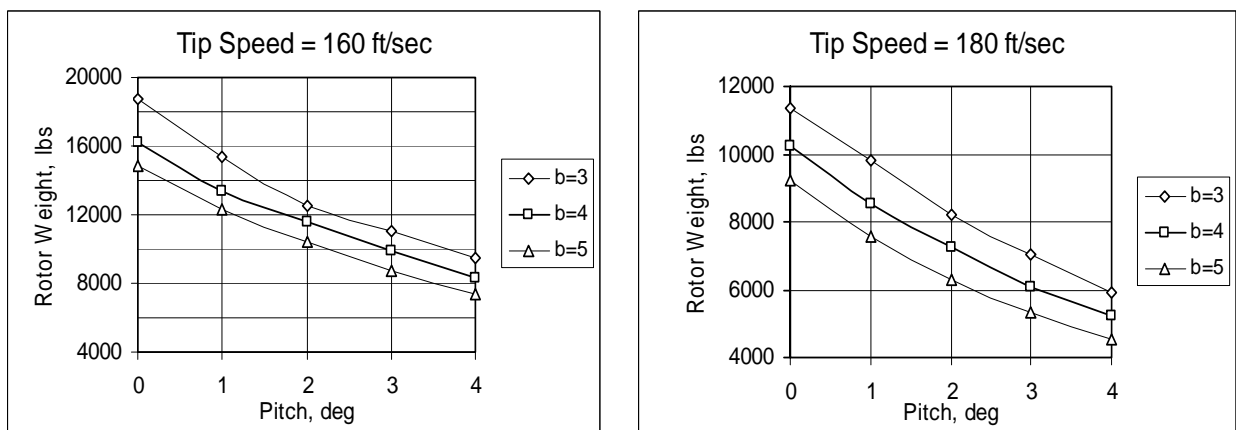 Tip Speed = 160 ft/sec
20000
16000
12000
8000
4000
Rotor Weight, lbs
0 1 2 3 4
Pitch, deg
b=3
b=4
b=5
Tip Speed = 180 ft/sec
12000
10000
8000
6000
4000
Rotor Weight, lbs
0 1 2 3 4
Pitch, deg
b=3
b=4
b=5